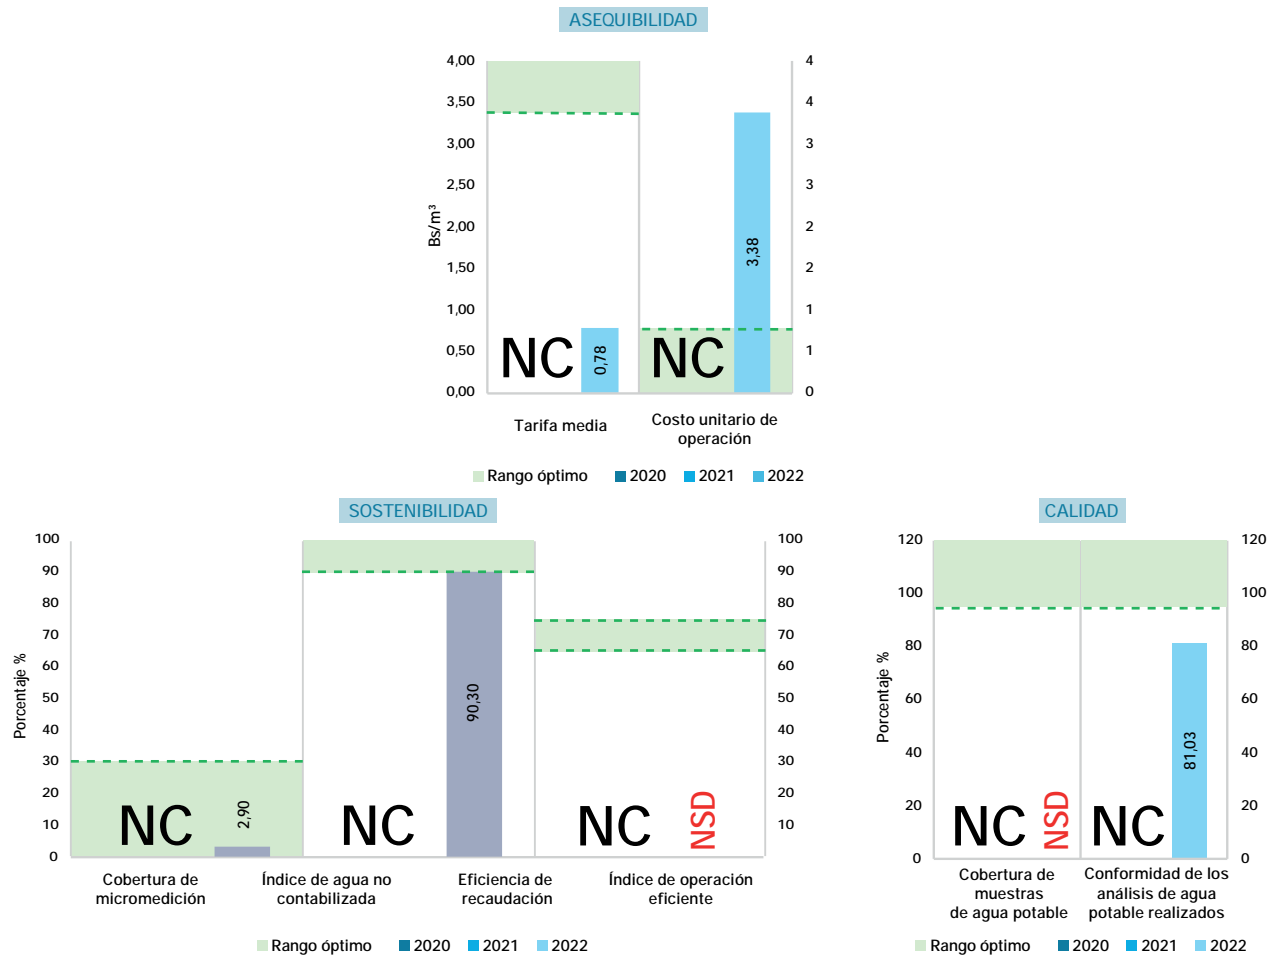 ASEQUIBILIDAD
4,00
3,50
3,00
2,50
2,00
1,50
1,00
0,50
0,00
Bs/m³
4
4
3
3
2
2
1
1
0
NC
0,78
NC
3,38
Tarifa media
Costo unitario de
operación
Rango óptimo 2020 2021 2022
SOSTENIBILIDAD
100
90
80
70
60
50
40
30
20
10
0
Porcentaje %
100
90
80
70
60
50
40
30
20
10
NC
2,90
NC
90,30
NC
NSD
Cobertura de
micromedición
Índice de agua no
contabilizada
Eficiencia de
recaudación
Índice de operación
eficiente
Rango óptimo 2020 2021 2022
CALIDAD
120
100
80
60
40
20
0
Porcentaje %
120
100
80
60
40
20
0
NC
NSD
NC
81,03
Cobertura de
muestras
de agua potable
Conformidad de los
análisis de agua
potable realizados
Rango óptimo 2020 2021 2022